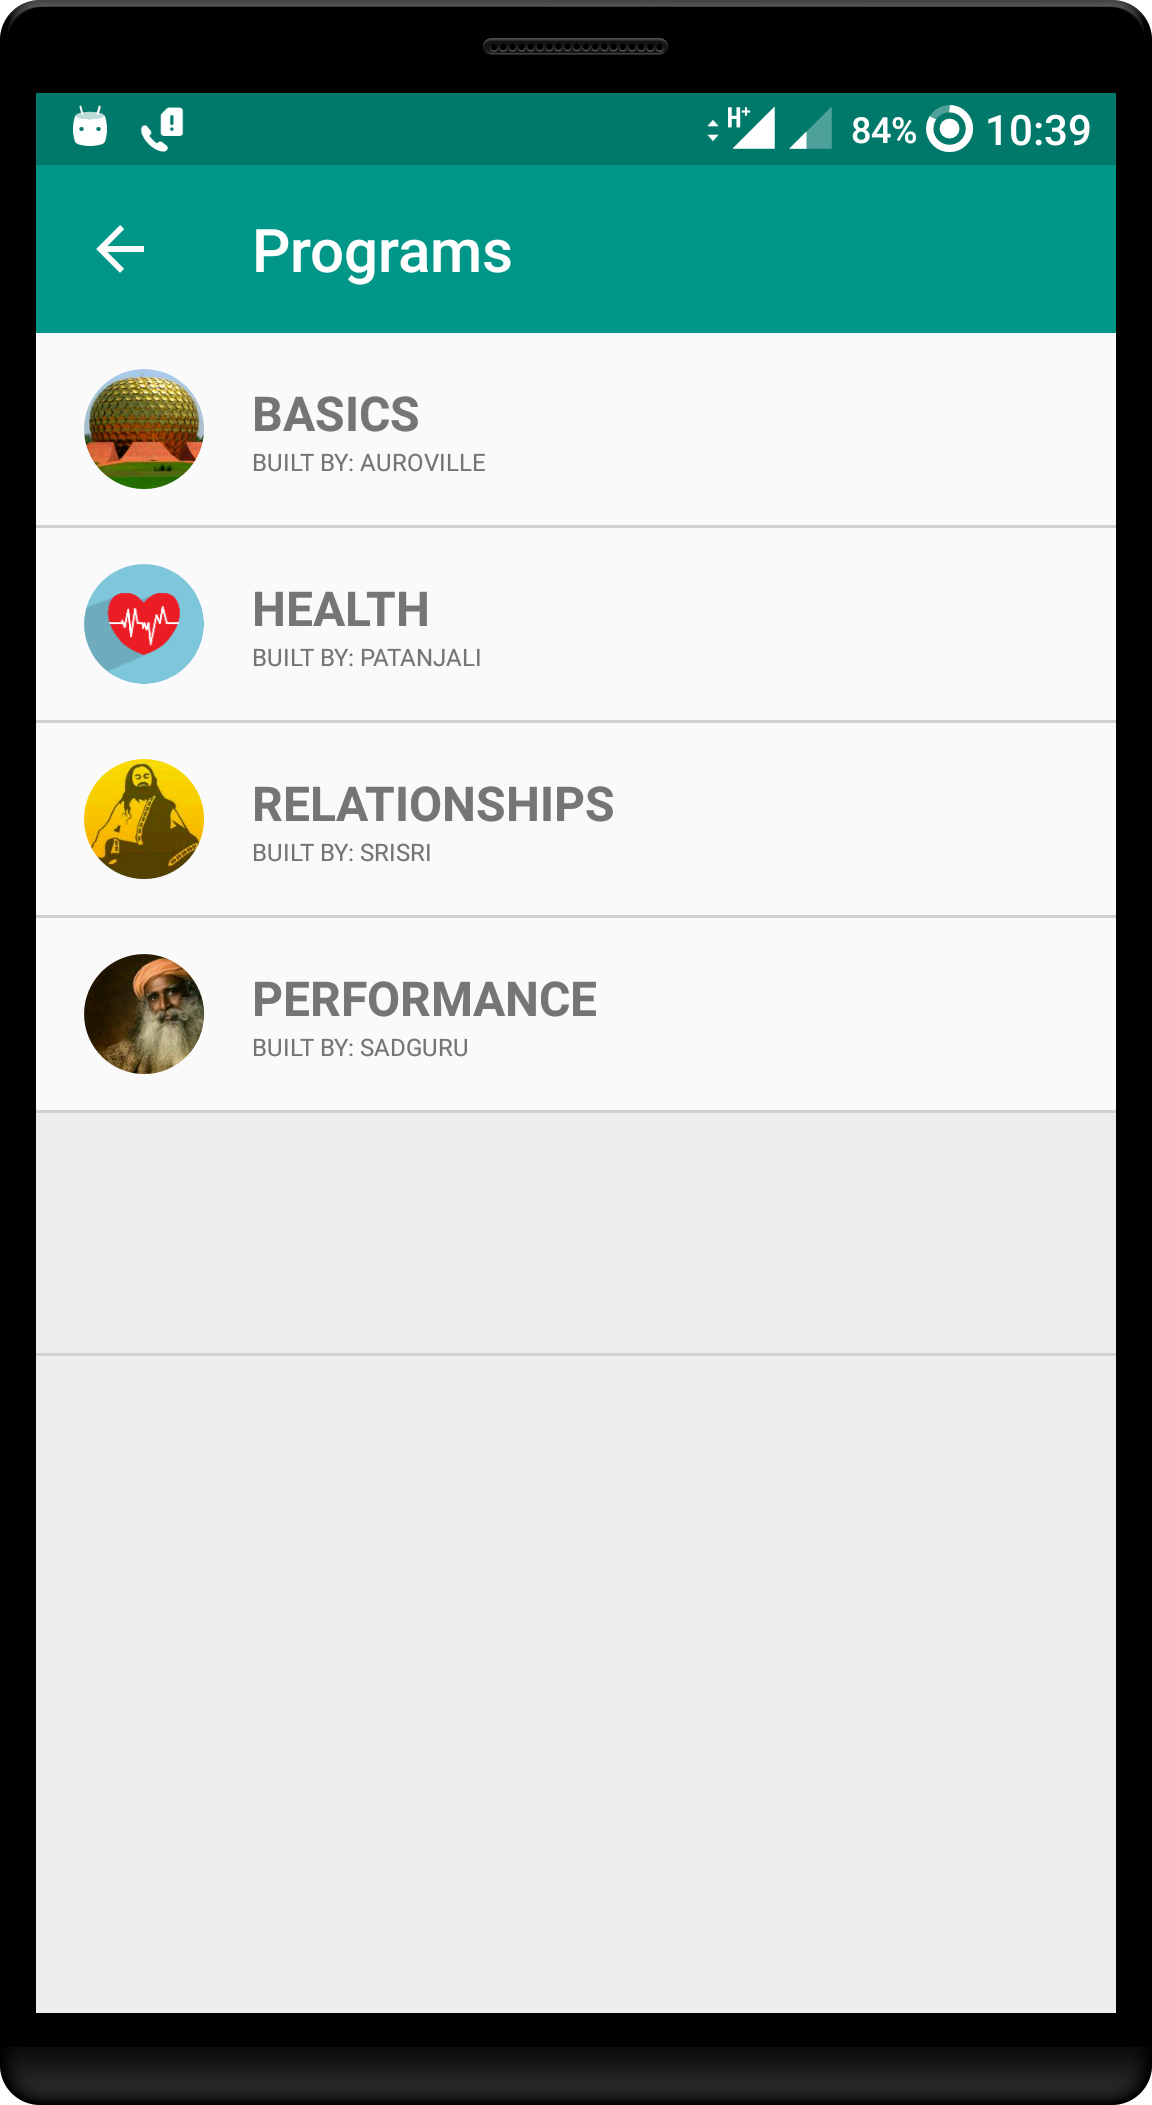 H+ 84% 10:39
Programs
BASICS
BUILT BY: AUROVILLE
HEALTH
BUILT BY: PATANJALI
RELATIONSHIPS
BUILT BY: SRISRI
PERFORMANCE
BUILT BY: SADGURU